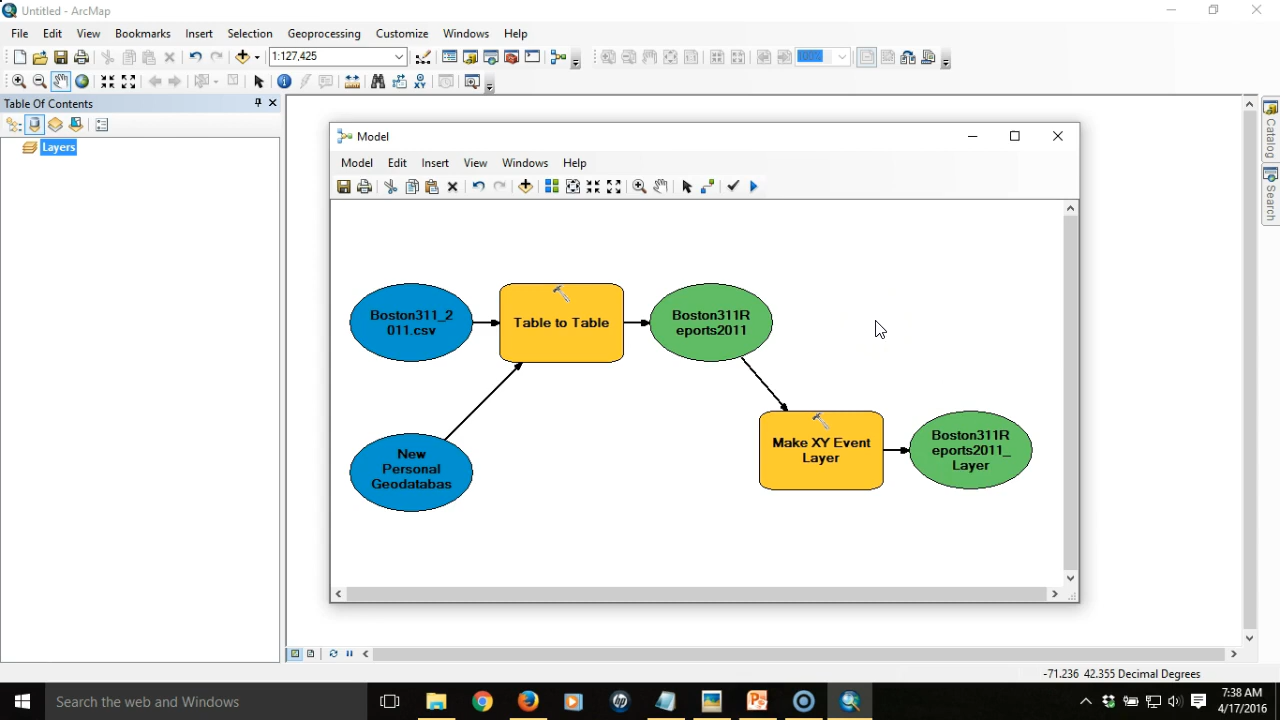 Untitled - ArcMap
File Edit View Bookmarks Insert Selection Geoprocessing Customize Windows Help
1:127,425
100%
Table Of Contents
Layers
Model
Model Edit Insert View Windows Help
Boston311_2
011.csv
Table to Table
Boston311R
eports2011
New
Personal
Geodatabas
Make XY Event
Layer
Boston311R
eports2011_
Layer
Catalog
Search
-71.236 42.355 Decimal Degrees
Search the web and Windows
7:38 AM
4/17/2016